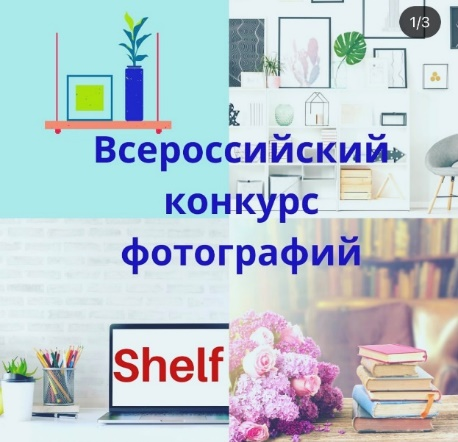 1/3
Всероссийский
конкурс
фотографий
Shelf